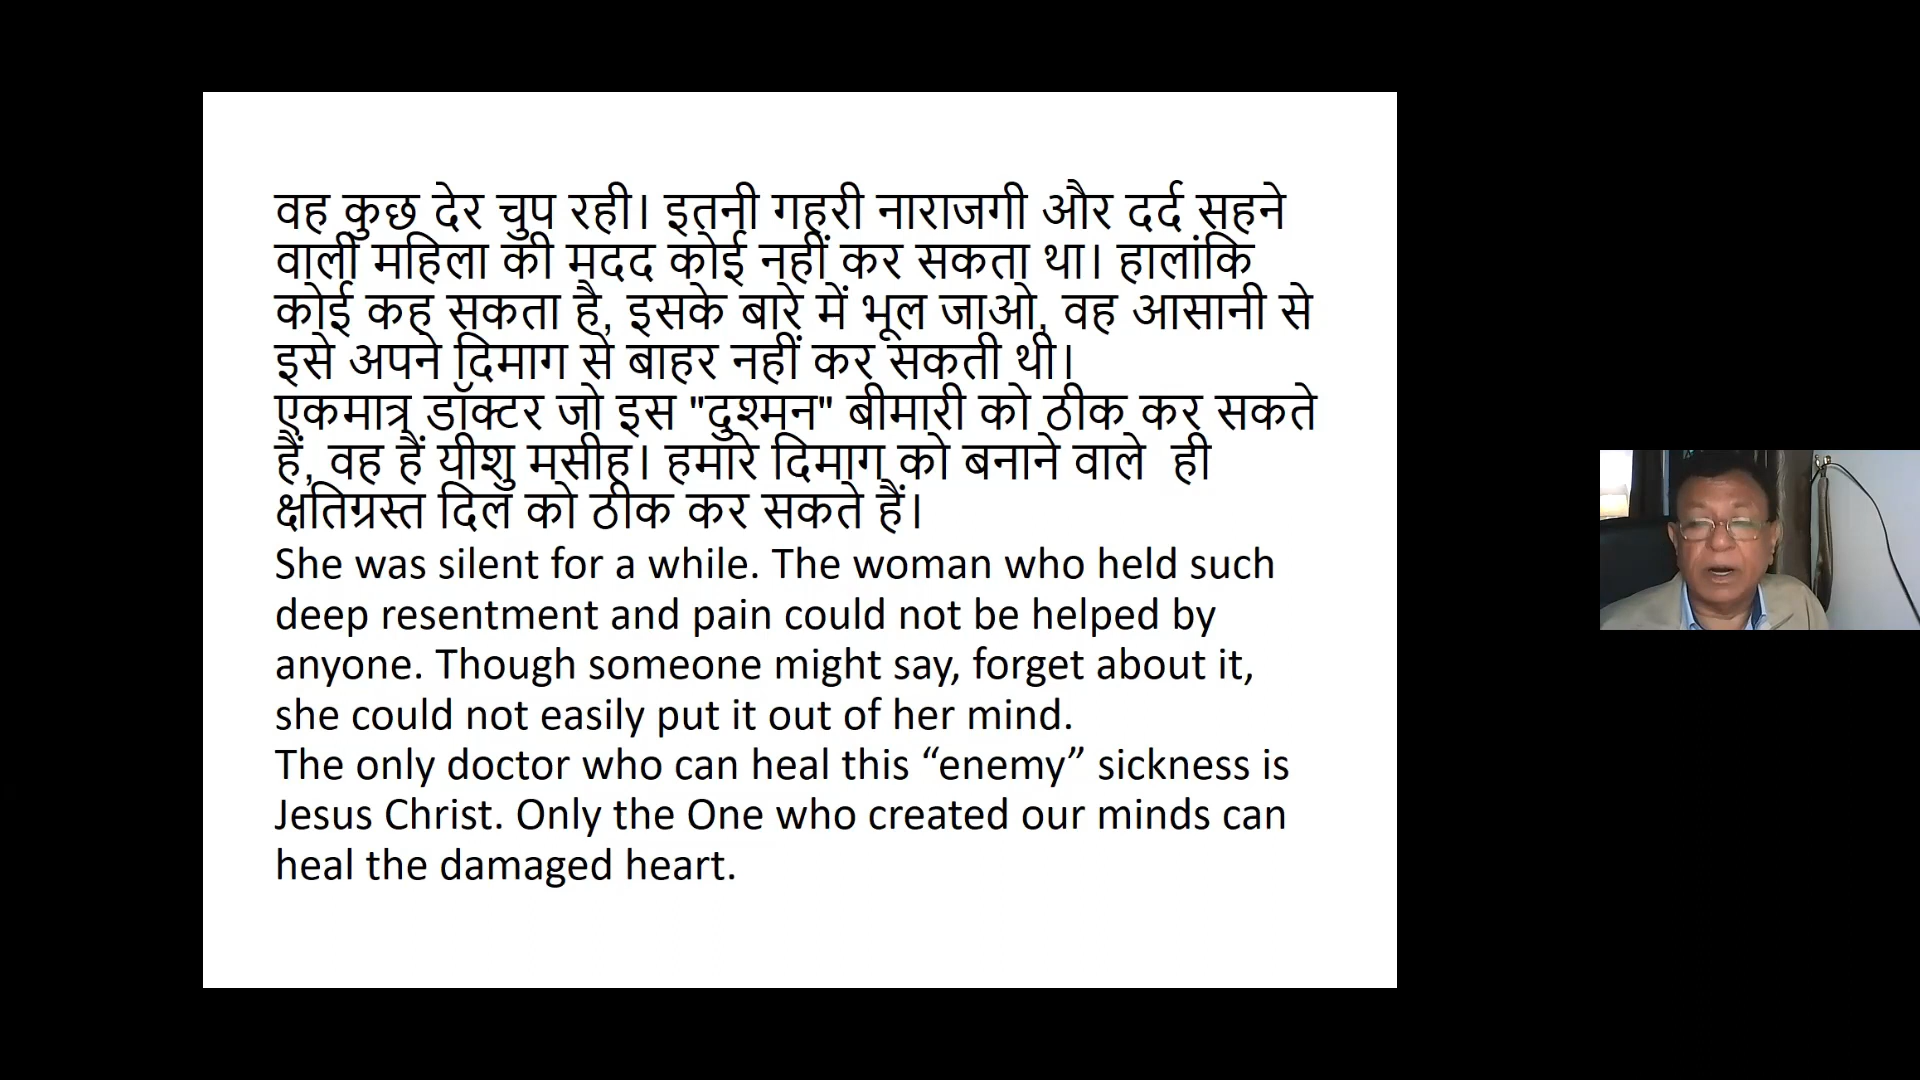 वह कुछ देर चुप रही। इतनी गहरी नाराजगी और दर्द सहने
वाली महिला की मदद कोई नहीं कर सकता था। हालांकि
कोई कह सकता है, इसके बारे में भूल जाओ, वह आसानी से
इसे अपने दिमाग से बाहर नहीं कर सकती थी।
एकमात्र डॉक्टर जो इस "दुश्मन" बीमारी को ठीक कर सकते
हैं, वह हैं यीशु मसीह। हमारे दिमाग को बनाने वाले ही
क्षतिग्रस्त दिल को ठीक कर सकते हैं।
She was silent for a while. The woman who held such
deep resentment and pain could not be helped by
anyone. Though someone might say, forget about it,
she could not easily put it out of her mind.
The only doctor who can heal this “enemy” sickness is
Jesus Christ. Only the One who created our minds can
heal the damaged heart.